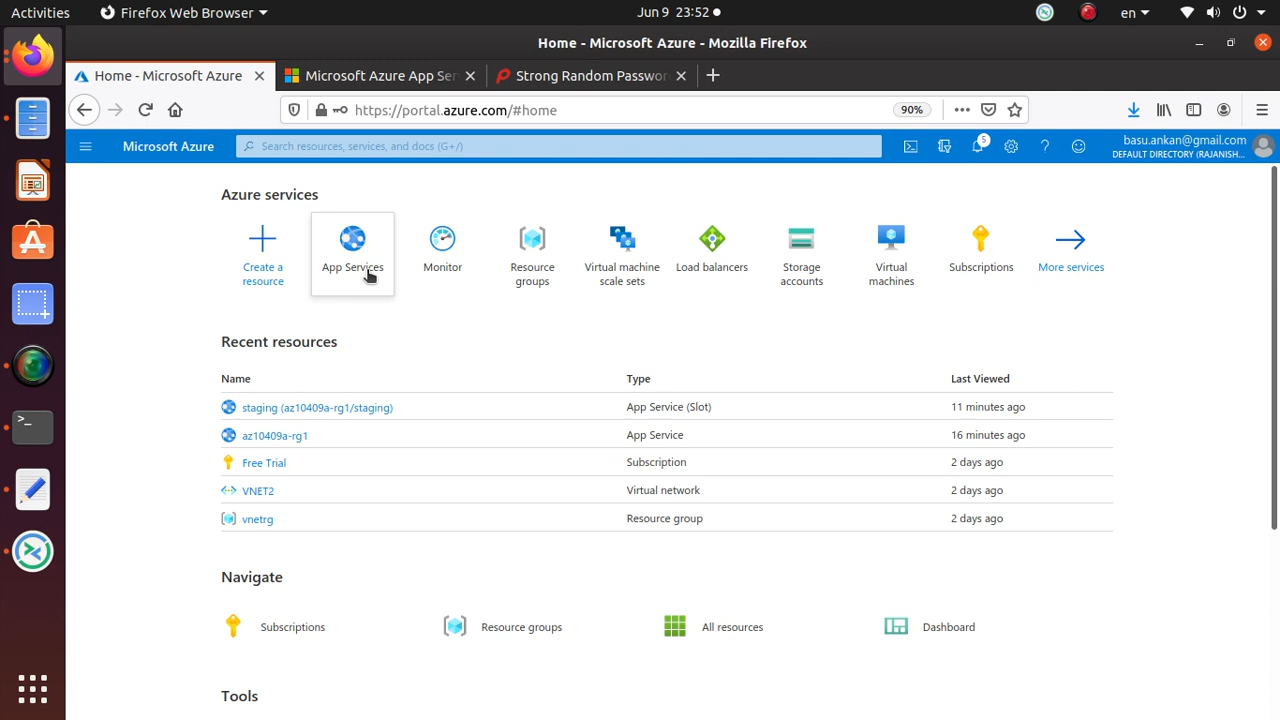 Activities
Firefox Web Browser
Jun 9 23:52
en
Home - Microsoft Azure - Mozilla Firefox
Home - Microsoft Azure
Microsoft Azure App Ser
Strong Random Passwor
https://portal.azure.com/#home
90%
Microsoft Azure
Search resources, services, and docs (G+/)
5
basu.ankan@gmail.com
DEFAULT DIRECTORY (RAJANISH...
Azure services
Create a resource
App Services
Monitor
Resource groups
Virtual machine scale sets
Load balancers
Storage accounts
Virtual machines
Subscriptions
More services
Recent resources
Name Type Last Viewed
staging (az10409a-rg1/staging) App Service (Slot) 11 minutes ago
az10409a-rg1 App Service 16 minutes ago
Free Trial Subscription 2 days ago
VNET2 Virtual network 2 days ago
vnetrg Resource group 2 days ago
Navigate
Subscriptions Resource groups All resources Dashboard
Tools